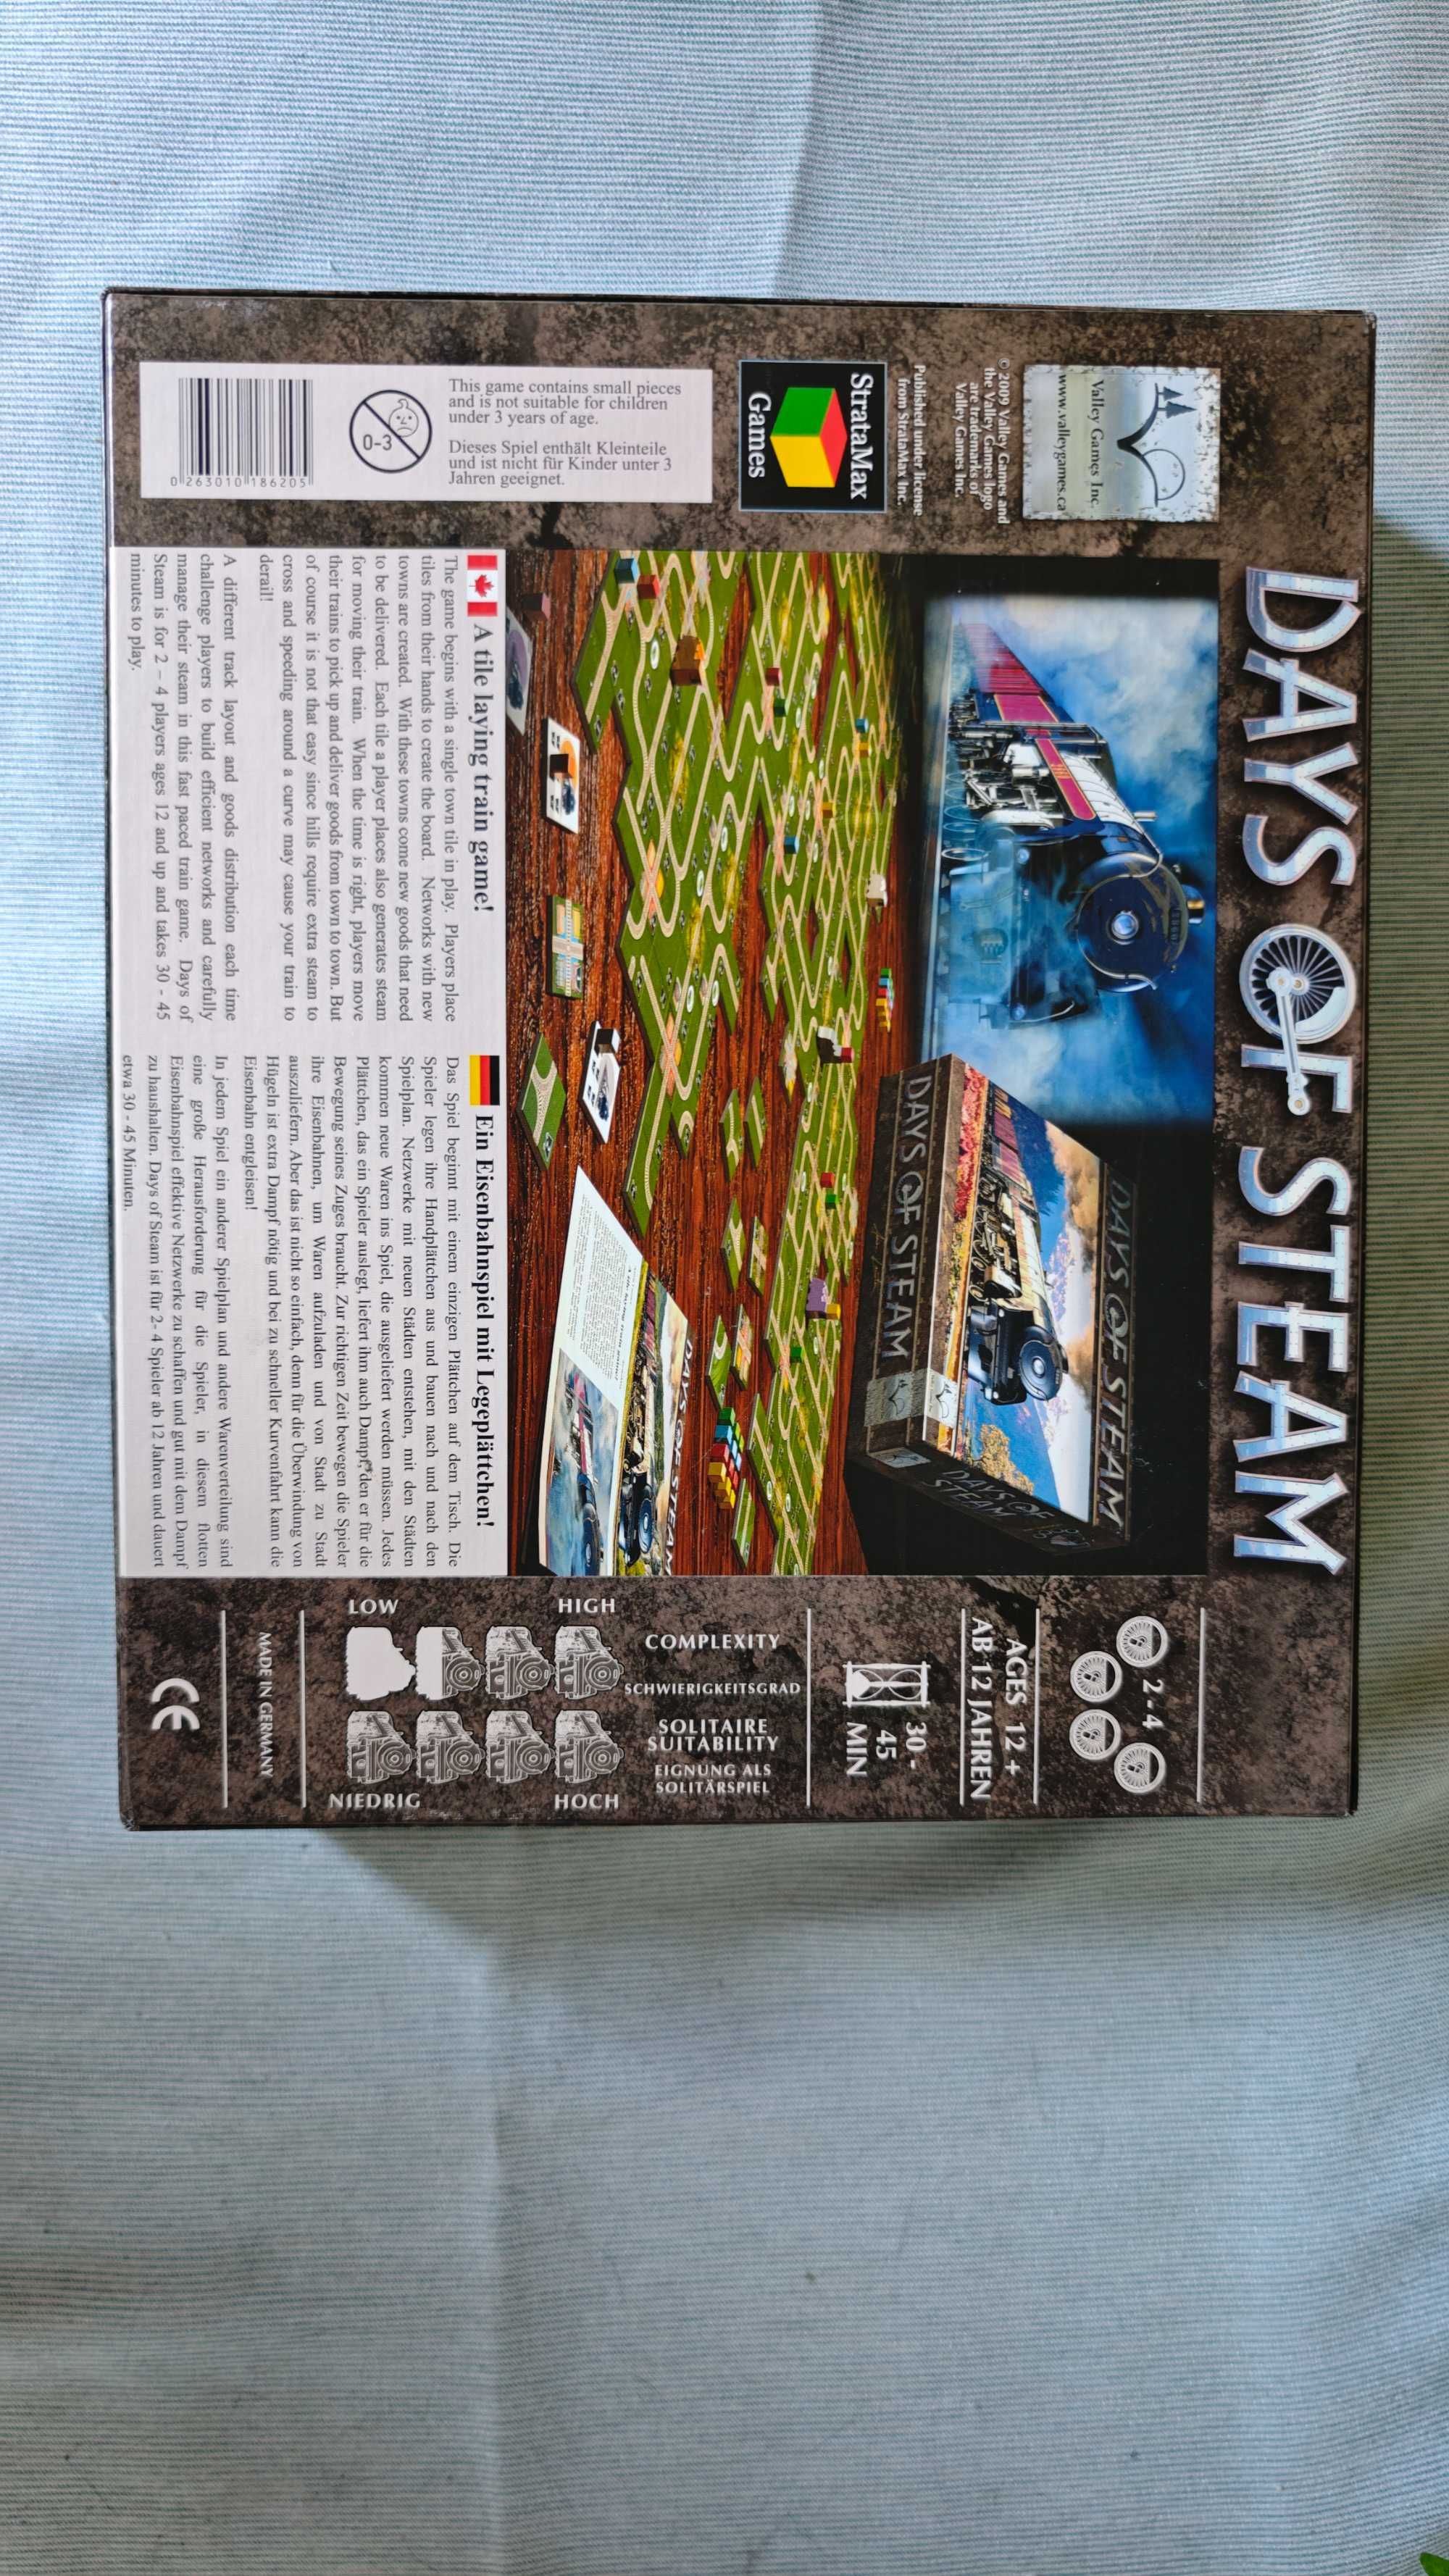 DAYS OF STEAM
Valley Games Inc.
www.valleygames.ca
© 2009 Valley Games and
the Valley Games logo
are trademarks of
Valley Games Inc.
Published under license
from StrataMax Inc.
StrataMax
Games
This game contains small pieces
and is not suitable for children
under 3 years of age.
Dieses Spiel enthält Kleinteile
und ist nicht für Kinder unter 3
Jahren geeignet.
0-3
0 263010 186205
DAYS OF STEAM
DAYS OF STEAM
DAYS OF
STEAM
DAYS OF STEAM
A tile laying train game!
The game begins with a single town tile in play. Players place
tiles from their hands to create the board. Networks with new
towns are created. With these towns come new goods that need
to be delivered. Each tile a player places also generates steam
for moving their train. When the time is right, players move
their trains to pick up and deliver goods from town to town. But
of course it is not that easy since hills require extra steam to
cross and speeding around a curve may cause your train to
derail!
A different track layout and goods distribution each time
challenge players to build efficient networks and carefully
manage their steam in this fast paced train game. Days of
Steam is for 2 – 4 players ages 12 and up and takes 30 - 45
minutes to play.
Ein Eisenbahnspiel mit Legeplättchen!
Das Spiel beginnt mit einem einzigen Plättchen auf dem Tisch. Die
Spieler legen ihre Handplättchen aus und bauen nach und nach den
Spielplan. Netzwerke mit neuen Städten entstehen, mit den Städten
kommen neue Waren ins Spiel, die ausgeliefert werden müssen. Jedes
Plättchen, das ein Spieler auslegt, liefert ihm auch Dampf, den er für die
Bewegung seines Zuges braucht. Zur richtigen Zeit bewegen die Spieler
ihre Eisenbahnen, um Waren aufzuladen und von Stadt zu Stadt
auszuliefern. Aber das ist nicht so einfach, denn für die Überwindung von
Hügeln ist extra Dampf nötig und bei zu schneller Kurvenfahrt kann die
Eisenbahn entgleisen!
In jedem Spiel ein anderer Spielplan und andere Warenverteilung sind
eine große Herausforderung für die Spieler, in diesem flotten
Eisenbahnspiel effektive Netzwerke zu schaffen und gut mit dem Dampf
zu haushalten. Days of Steam ist für 2- 4 Spieler ab 12 Jahren und dauert
etwa 30 - 45 Minuten.
2 - 4
AGES 12 +
AB 12 JAHREN
30-
45
MIN
COMPLEXITY
SCHWIERIGKEITSGRAD
SOLITAIRE
SUITABILITY
EIGNUNG ALS
SOLITÄRSPIEL
HIGH
HOCH
LOW
NIEDRIG
MADE IN GERMANY
CE